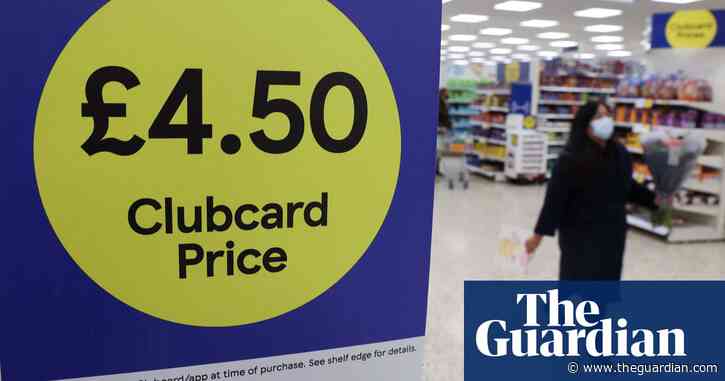 £4.50
Clubcard
Price
Clubcard/app at time of purchase. See shelf edge for details.
The
Guardian
www.theguardian.com